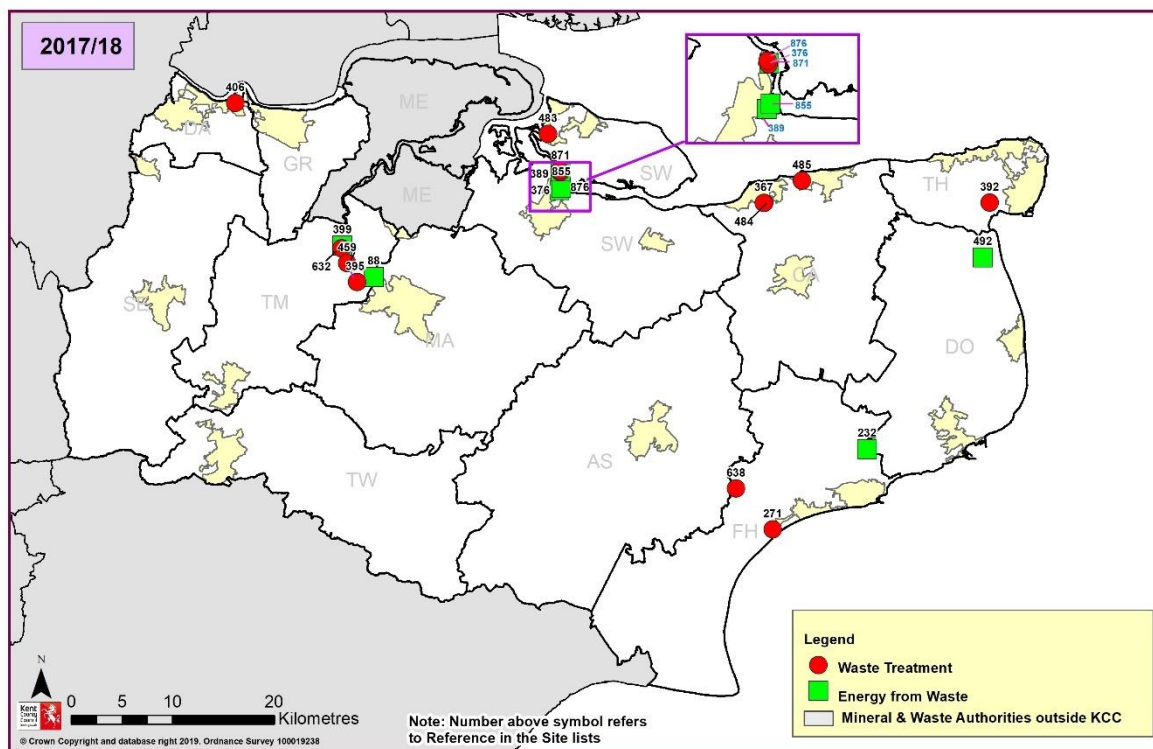 2017/18
876
376
871
855
389
406
DA
GR
ME
ME
483
871
389 855
376 876
SW
SW
485
367
484
TH
392
492
399
459
632
395
88
SE
TM
MA
CA
DO
AS
TW
232
638
271
FH
Legend
Waste Treatment
Energy from Waste
Mineral & Waste Authorities outside KCC
N
Kent
County
Council
0 5 10 20
Kilometres
Note: Number above symbol refers
to Reference in the Site lists
© Crown Copyright and database right 2019. Ordnance Survey 100019238